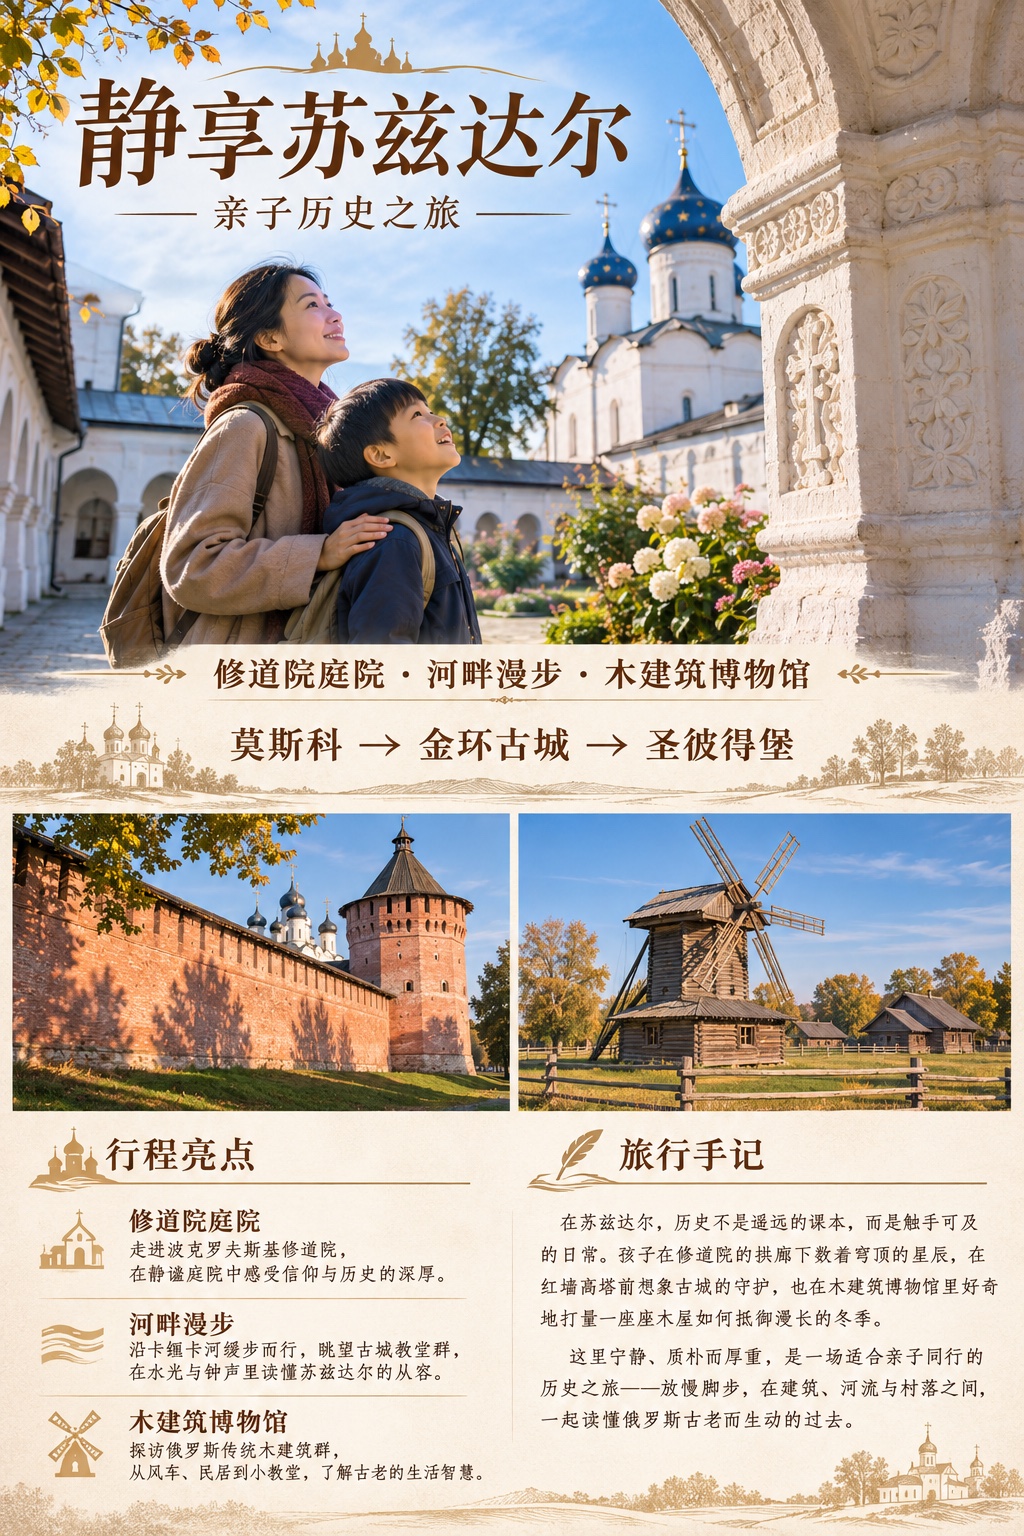 静享苏兹达尔
亲子历史之旅
修道院庭院 · 河畔漫步 · 木建筑博物馆
莫斯科 → 金环古城 → 圣彼得堡
行程亮点
修道院庭院
走进波克罗夫斯基修道院，
在静谧庭院中感受信仰与历史的深厚。
河畔漫步
沿卡缅卡河缓步而行，眺望古城教堂群，
在水光与钟声里读懂苏兹达尔的从容。
木建筑博物馆
探访俄罗斯传统木建筑群，
从风车、民居到小教堂，了解古老的生活智慧。
旅行手记
在苏兹达尔，历史不是遥远的课本，而是触手可及
的日常。孩子在修道院的拱廊下数着穹顶的星辰，在
红墙高塔前想象古城的守护，也在木建筑博物馆里好奇
地打量一座座木屋如何抵御漫长的冬季。
这里宁静、质朴而厚重，是一场适合亲子同行的
历史之旅——放慢脚步，在建筑、河流与村落之间，
一起读懂俄罗斯古老而生动的过去。